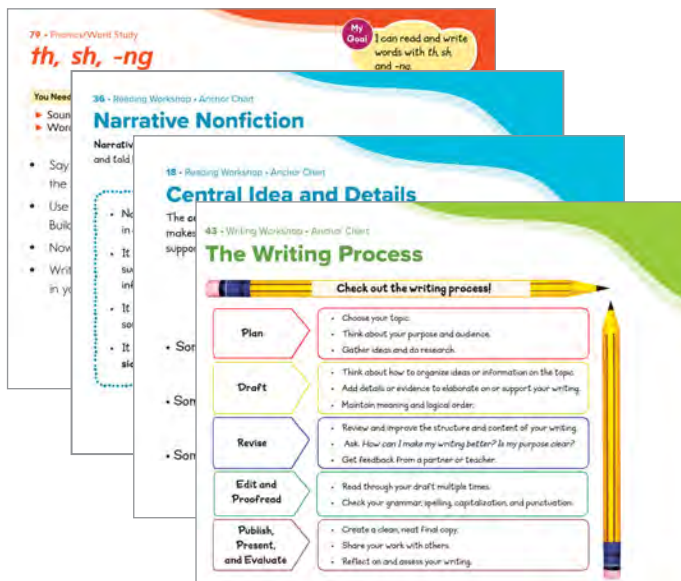 79 • Phonics/Word Study
th, sh, -ng
My
Goal
I can read and write
words with th, sh,
and -ng.
You Need
Soun
Word
• Say
the
• Use
Build
• Now
• Writ
in yo
36 • Reading Workshop • Anchor Chart
Narrative Nonfiction
Narrativ
and told
• No
in
• It
su
inf
• It
so
• It
sic
18 • Reading Workshop • Anchor Chart
Central Idea and Details
The
makes
suppor
• Som
• Som
• Som
43 • Writing Workshop • Anchor Chart
The Writing Process
Check out the writing process!
Plan
• Choose your topic.
• Think about your purpose and audience.
• Gather ideas and do research.
Draft
• Think about how to organize ideas or information on the topic.
• Add details or evidence to elaborate on or support your writing.
• Maintain meaning and logical order.
Revise
• Review and improve the structure and content of your writing.
• Ask, How can I make my writing better? Is my purpose clear?
• Get feedback from a partner or teacher.
Edit and
Proofread
• Read through your draft multiple times.
• Check your grammar, spelling, capitalization, and punctuation.
Publish,
Present,
and Evaluate
• Create a clean, neat final copy.
• Share your work with others.
• Reflect on and assess your writing.